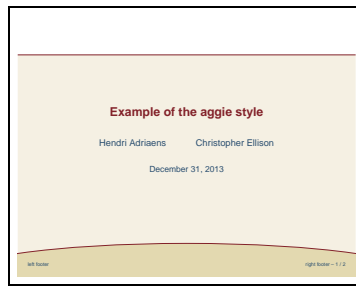 Example of the aggie style
Hendri Adriaens Christopher Ellison
December 31, 2013
left footer right footer – 1 / 2